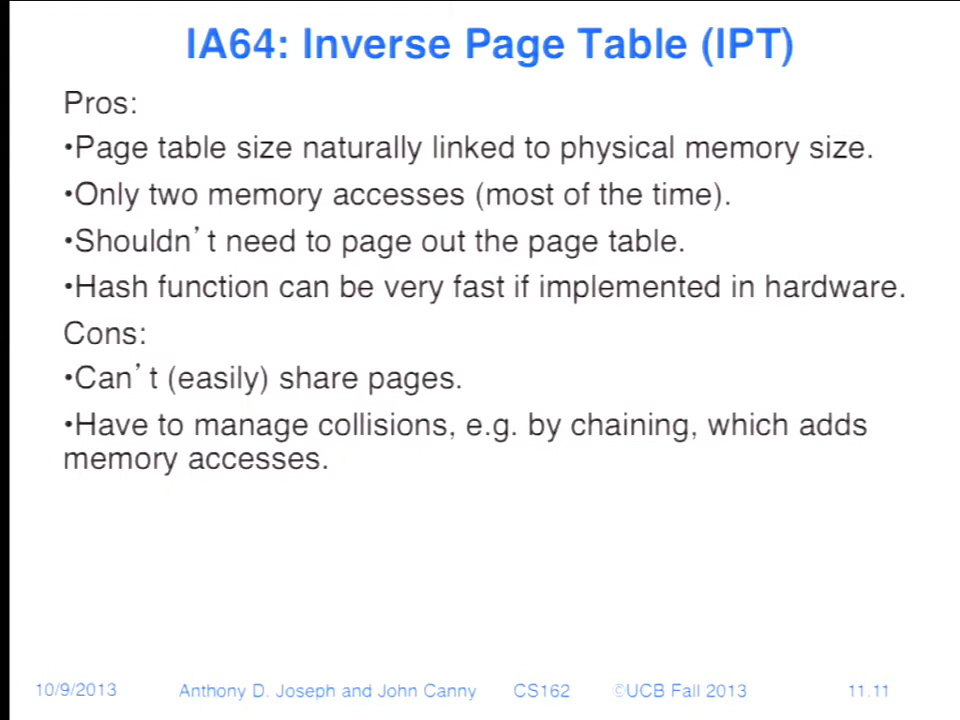 IA64: Inverse Page Table (IPT)
Pros:
•Page table size naturally linked to physical memory size.
•Only two memory accesses (most of the time).
•Shouldn’t need to page out the page table.
•Hash function can be very fast if implemented in hardware.
Cons:
•Can’t (easily) share pages.
•Have to manage collisions, e.g. by chaining, which adds
memory accesses.
10/9/2013 Anthony D. Joseph and John Canny CS162 ©UCB Fall 2013 11.11